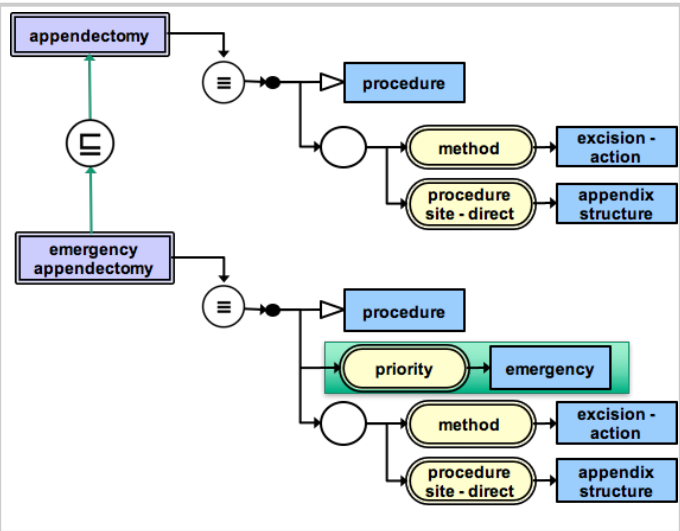 appendectomy
≡
procedure
⊑
method
excision -
action
procedure
site - direct
appendix
structure
emergency
appendectomy
≡
procedure
priority
emergency
method
excision -
action
procedure
site - direct
appendix
structure